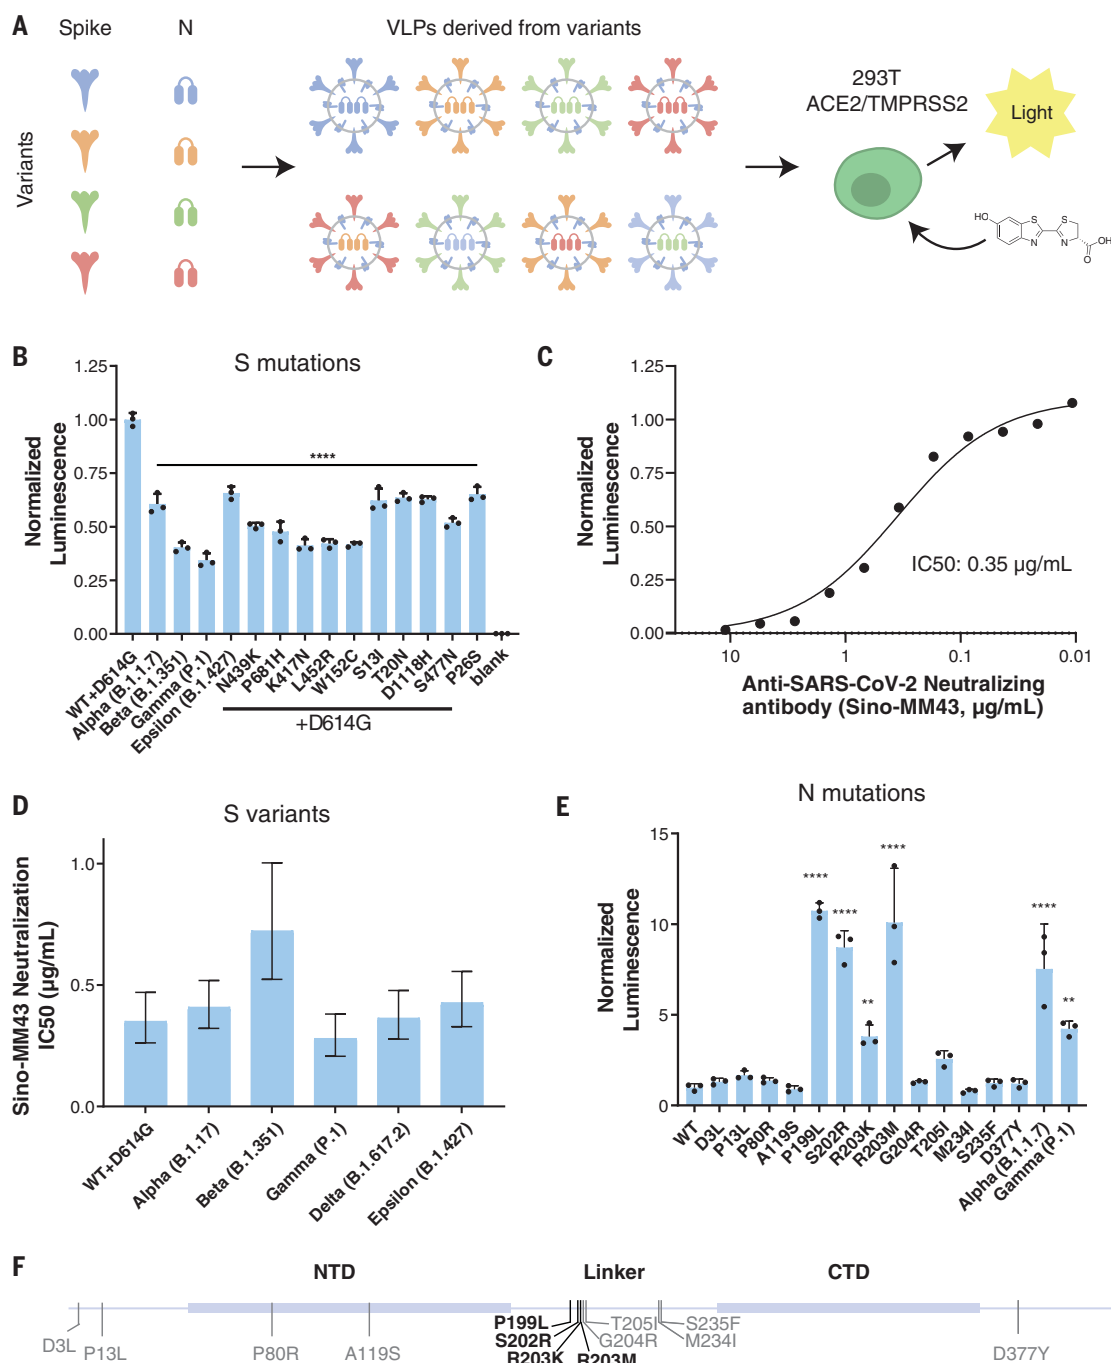 A
Spike
N
VLPs derived from variants
Variants
293T
ACE2/TMPRSS2
Light
HO
S
N
S
N
OH
O
B
S mutations
Normalized
Luminescence
1.25
1.00
0.75
0.50
0.25
0.00
****
WT+D614G
Alpha (B.1.1.7)
Beta (B.1.351)
Gamma (P.1)
Epsilon (B.1.427)
N439K
P681H
K417N
L452R
W152C
S13I
T20N
D1118H
S477N
P26S
blank
+D614G
C
Normalized
Luminescence
1.25
1.00
0.75
0.50
0.25
0.00
IC50: 0.35 μg/mL
10
1
0.1
0.01
Anti-SARS-CoV-2 Neutralizing
antibody (Sino-MM43, μg/mL)
D
S variants
Sino-MM43 Neutralization
IC50 (μg/mL)
1.0
0.5
0.0
WT+D614G
Alpha (B.1.17)
Beta (B.1.351)
Gamma (P.1)
Delta (B.1.617.2)
Epsilon (B.1.427)
E
N mutations
Normalized
Luminescence
15
10
5
0
****
****
**
****
****
**
WT
D3L
P13L
P80R
A119S
P199L
S202R
R203K
R203M
G204R
T205I
M234I
S235F
D377Y
Alpha (B.1.1.7)
Gamma (P.1)
F
NTD
Linker
CTD
D3L
P13L
P80R
A119S
P199L
S202R
R203K
R203M
T205I
G204R
S235F
M234I
D377Y